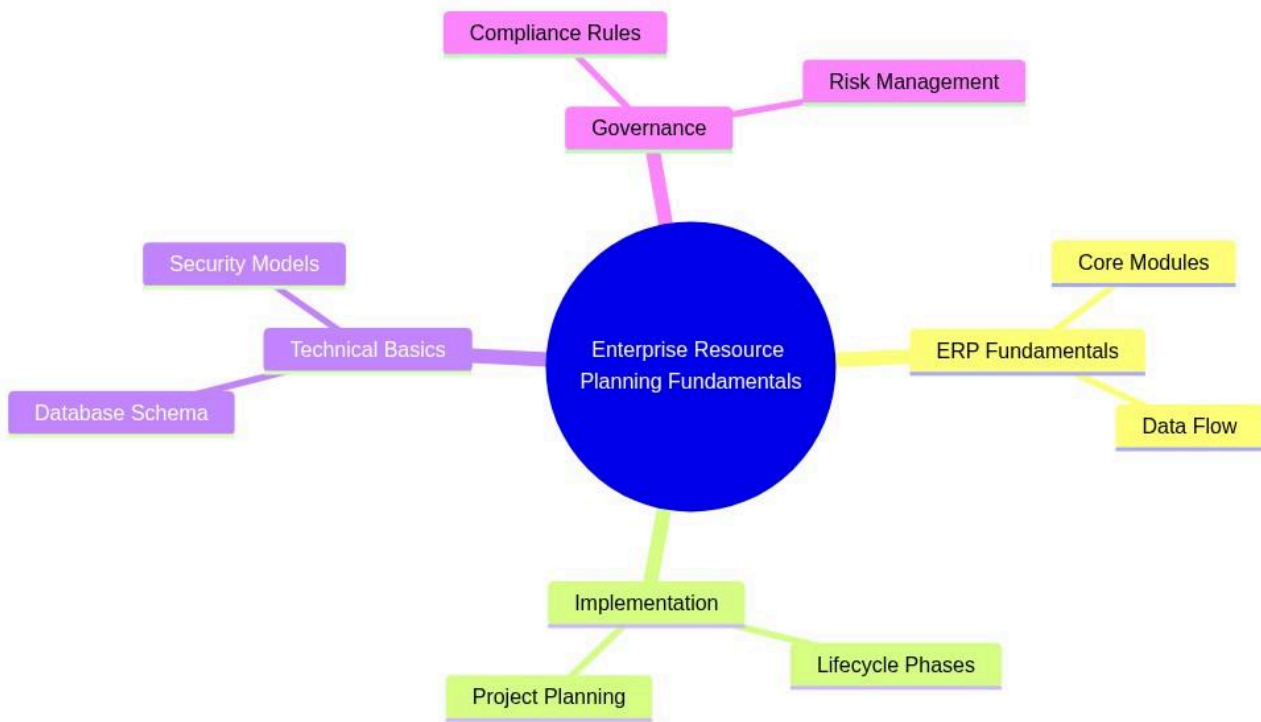 Compliance Rules
Risk Management
Governance
Security Models
Core Modules
Technical Basics
Enterprise Resource
Planning Fundamentals
ERP Fundamentals
Database Schema
Data Flow
Implementation
Lifecycle Phases
Project Planning